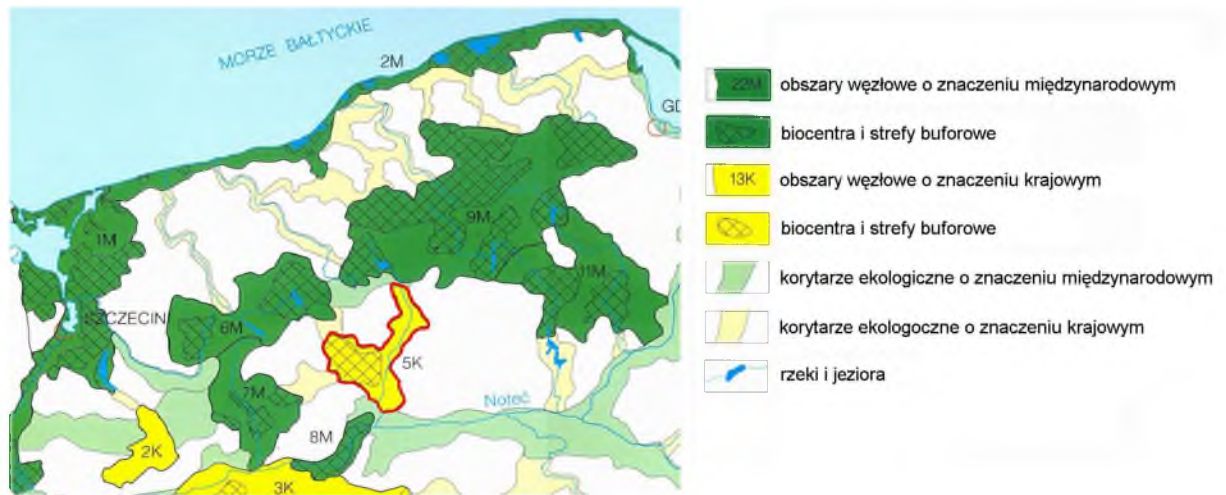 MORZE BAŁTYCKIE
2M
GD
1M
9M
11M
SZCZECIN
6M
5K
7M
Noteć
8M
2K
3K
22M obszary węzłowe o znaczeniu międzynarodowym
biocentra i strefy buforowe
13K obszary węzłowe o znaczeniu krajowym
biocentra i strefy buforowe
korytarze ekologiczne o znaczeniu międzynarodowym
korytarze ekologoczne o znaczeniu krajowym
rzeki i jeziora